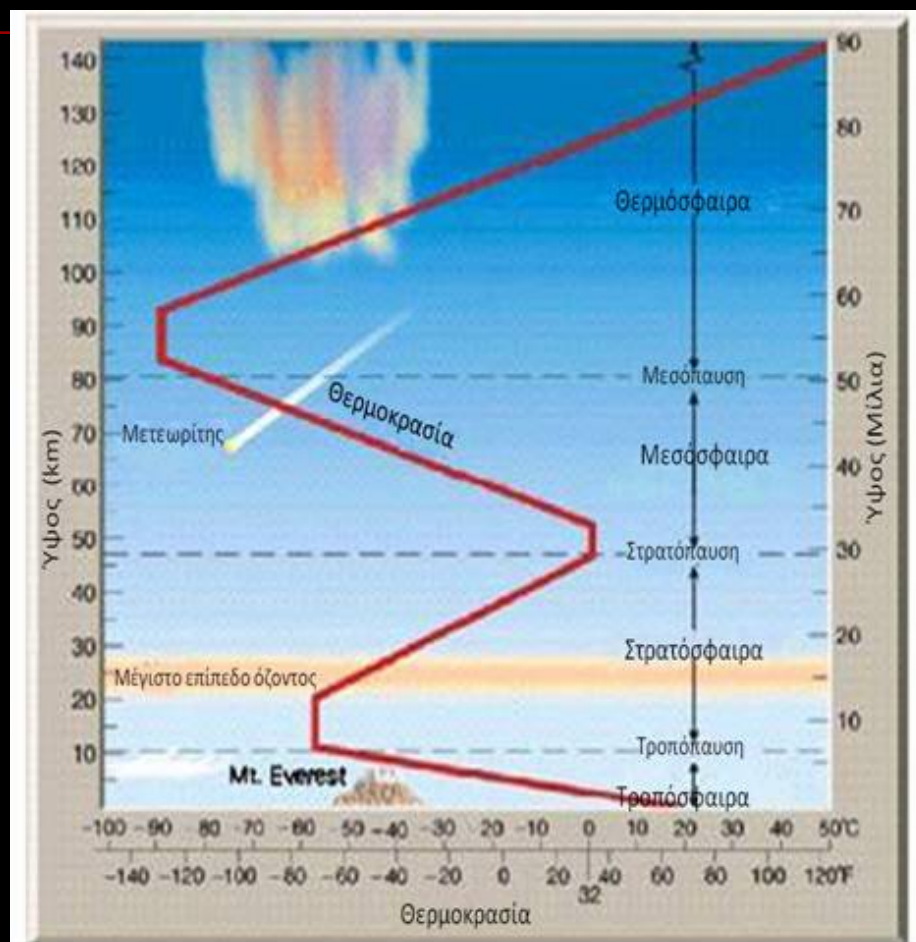 140
130
120
110
100
90
80
70
60
50
40
30
20
10
Ύψος (km)
90
80
70
60
50
40
30
20
10
Ύψος (Μίλια)
Θερμόσφαιρα
Μεσόπαυση
Μεσόσφαιρα
Στρατόπαυση
Στρατόσφαιρα
Τροπόπαυση
Τροπόσφαιρα
Θερμοκρασία
Μετεωρίτης
Μέγιστο επίπεδο όζοντος
Mt. Everest
-100 -90 80 -70 -60 -50 -40 -30 -20 -10 0 10 20 30 40 50°C
-140 -120 -100 -80 -60 -40 -20 0 20 40 60 80 100 120°F
32
Θερμοκρασία